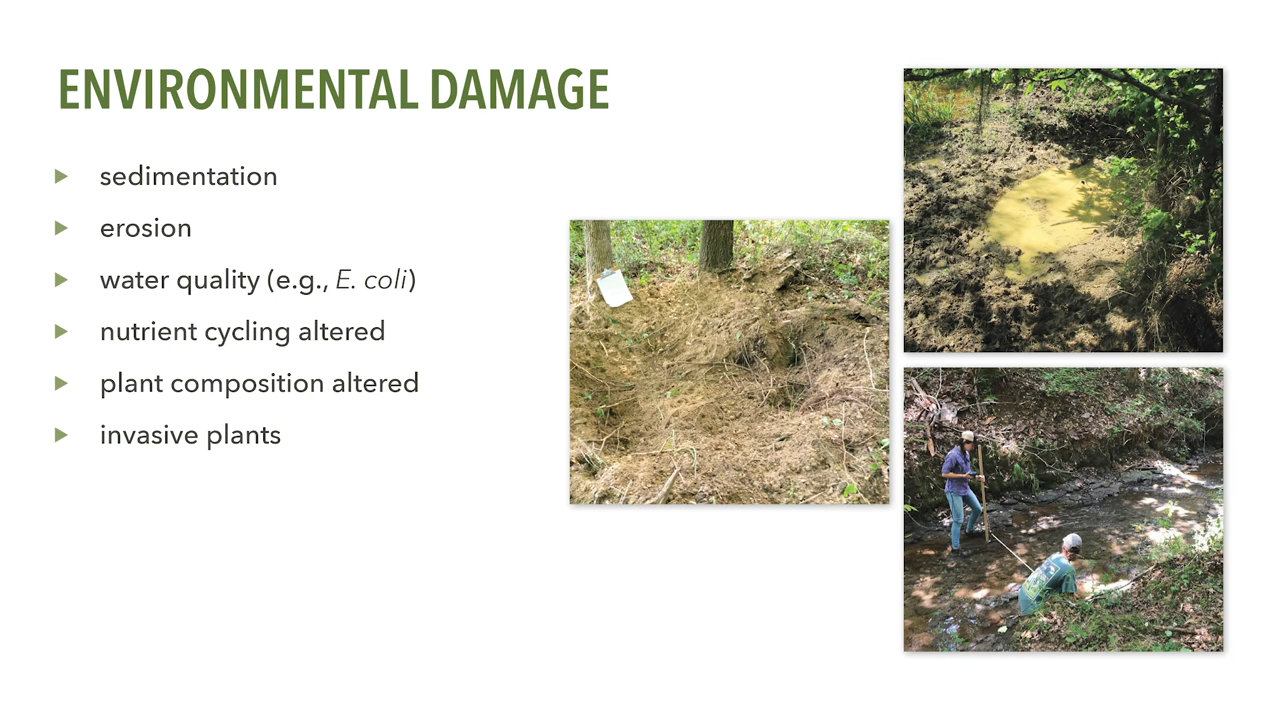 ENVIRONMENTAL DAMAGE
sedimentation
erosion
water quality (e.g., E. coli)
nutrient cycling altered
plant composition altered
invasive plants